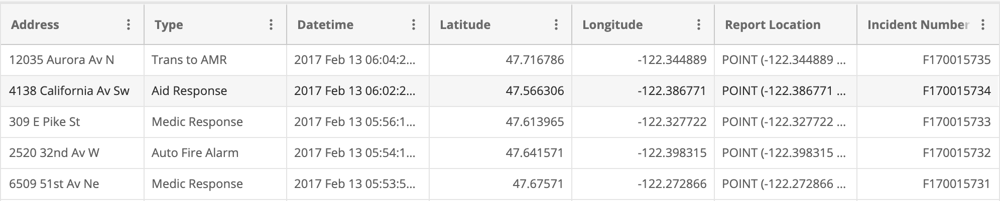 Address Type Datetime Latitude Longitude Report Location Incident Number
12035 Aurora Av N Trans to AMR 2017 Feb 13 06:04:2... 47.716786 -122.344889 POINT (-122.344889 ... F170015735
4138 California Av Sw Aid Response 2017 Feb 13 06:02:2... 47.566306 -122.386771 POINT (-122.386771 ... F170015734
309 E Pike St Medic Response 2017 Feb 13 05:56:1... 47.613965 -122.327722 POINT (-122.327722 ... F170015733
2520 32nd Av W Auto Fire Alarm 2017 Feb 13 05:54:1... 47.641571 -122.398315 POINT (-122.398315 ... F170015732
6509 51st Av Ne Medic Response 2017 Feb 13 05:53:5... 47.67571 -122.272866 POINT (-122.272866 ... F170015731